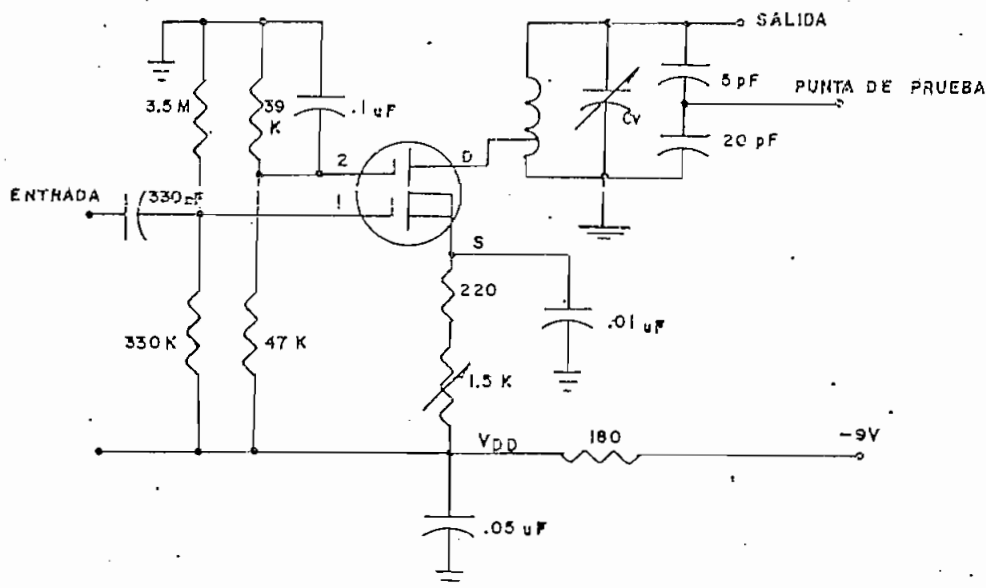 SALIDA
5 pF
PUNTA DE PRUEBA
CV
20 pF
3.5 M
39 K
.1 uF
2
D
ENTRADA
330 pF
1
S
220
.01 uF
330 K
47 K
1.5 K
VDD
180
-9V
.05 uF